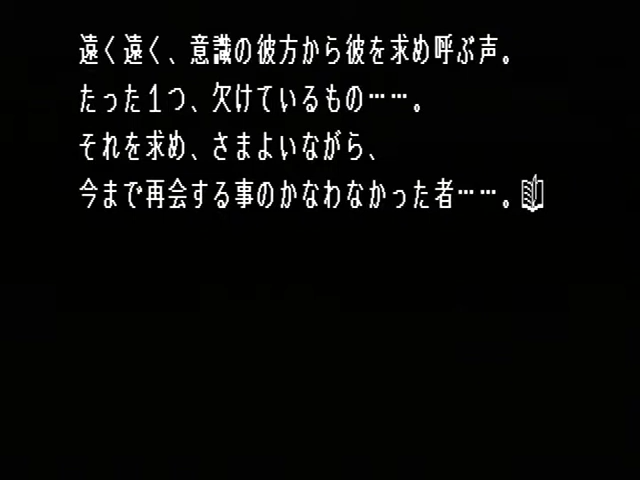 遠く遠く、意識の彼方から彼を求め呼ぶ声。
たった１つ、欠けているもの……。
それを求め、さまよいながら、
今まで再会する事のかなわなかった者……。